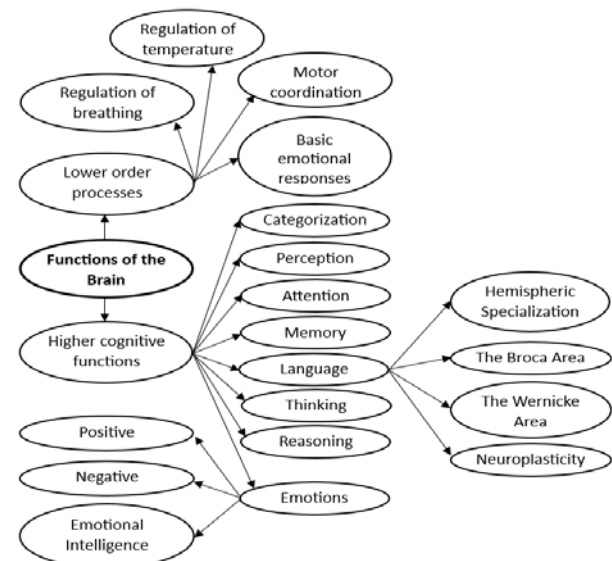 Regulation of
temperature
Motor
coordination
Regulation of
breathing
Basic
emotional
responses
Lower order
processes
Functions of the
Brain
Higher cognitive
functions
Categorization
Perception
Attention
Memory
Language
Thinking
Reasoning
Emotions
Hemispheric
Specialization
The Broca Area
The Wernicke
Area
Neuroplasticity
Positive
Negative
Emotional
Intelligence